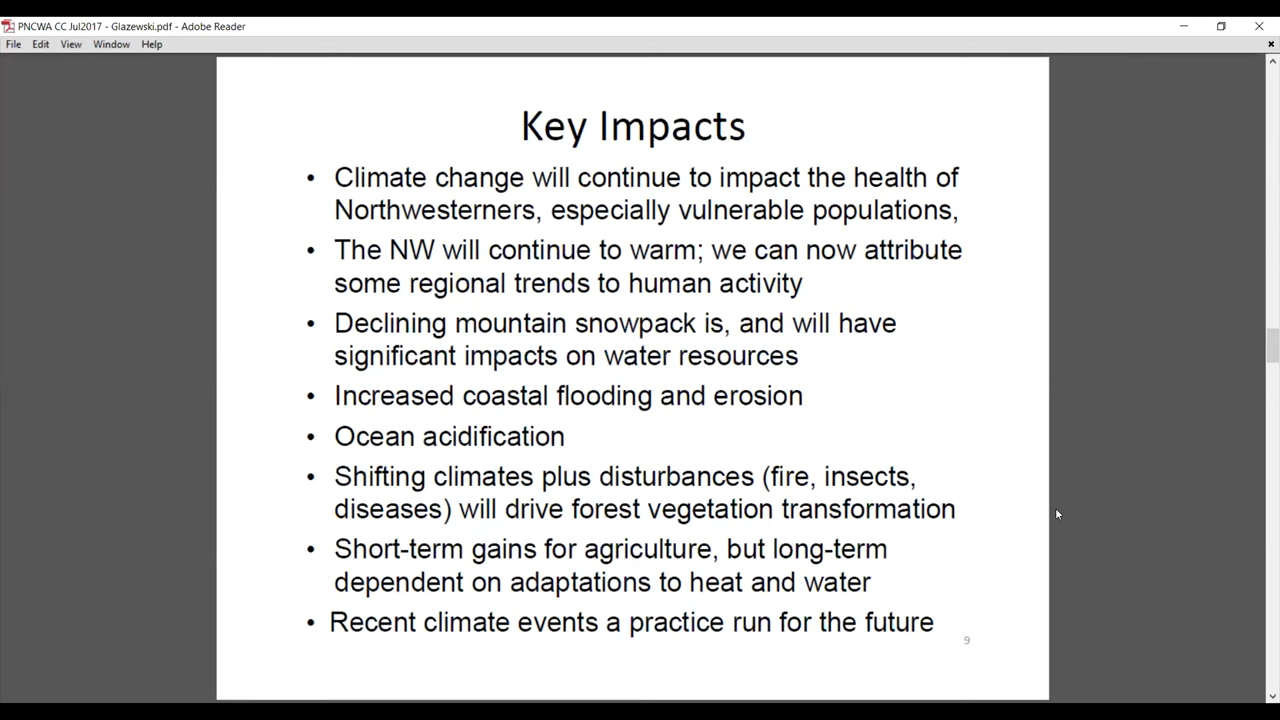 PNCWA CC Jul2017 - Glazewski.pdf - Adobe Reader
File Edit View Window Help
Key Impacts
• Climate change will continue to impact the health of
Northwesterners, especially vulnerable populations,
• The NW will continue to warm; we can now attribute
some regional trends to human activity
• Declining mountain snowpack is, and will have
significant impacts on water resources
• Increased coastal flooding and erosion
• Ocean acidification
• Shifting climates plus disturbances (fire, insects,
diseases) will drive forest vegetation transformation
• Short-term gains for agriculture, but long-term
dependent on adaptations to heat and water
• Recent climate events a practice run for the future
9